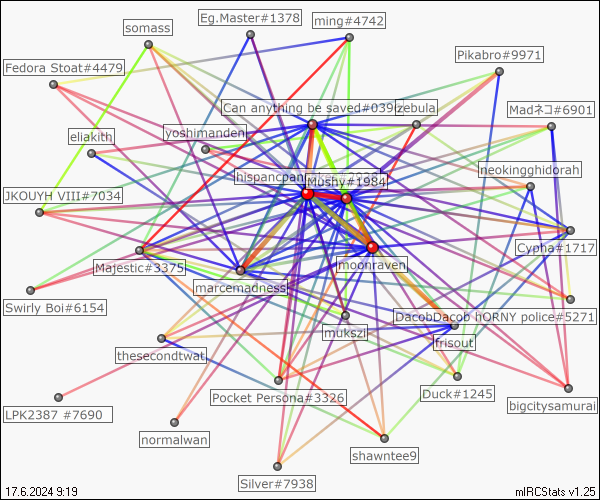 Eg.Master#1378
ming#4742
somass
Pikabro#9971
Fedora Stoat#4479
Can anything be saved#039
zebula
Madネコ#6901
yoshimanden
eliakith
neokingghidorah
hispancpan
Mushy#1984
JKOUYH VIII#7034
Cypha#1717
moonraven
Majestic#3375
marcemadness
Swirly Boi#6154
DacobDacob
hORNY police#5271
mukszi
frisout
thesecondtwat
Duck#1245
Pocket Persona#3326
bigcitysamurai
LPK2387 #7690
normalwan
shawntee9
Silver#7938
17.6.2024 9:19
mIRCStats v1.25